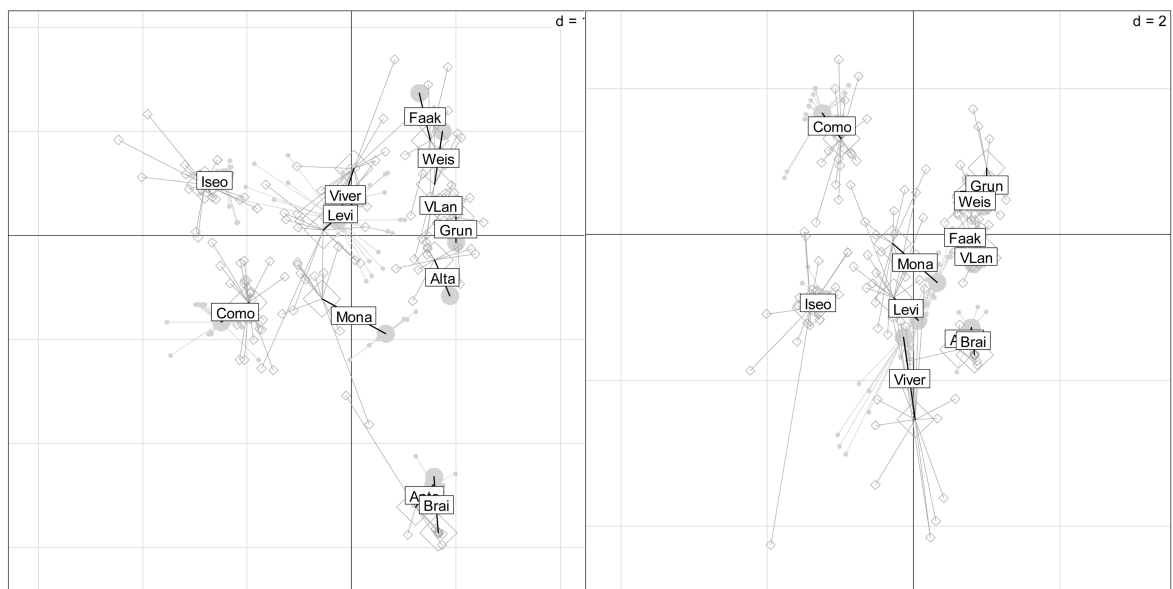 d =
Faak
Weis
Iseo
Viver
VLan
Levi
Grun
Alta
Como
Mona
Brai
d = 2
Como
Grun
Weis
Faak
VLan
Mona
Iseo
Levi
Brai
Viver